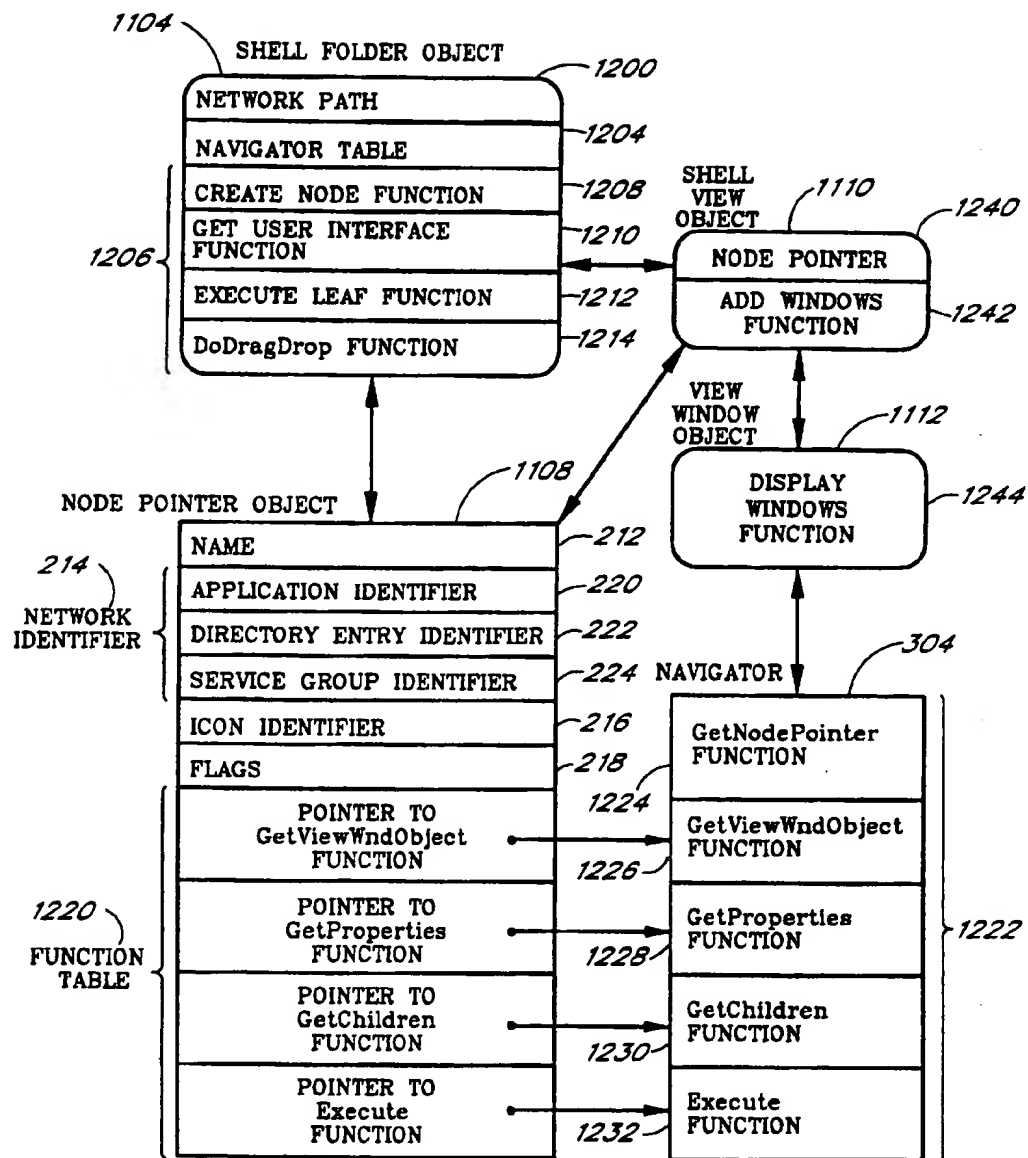 1104
SHELL FOLDER OBJECT
1200
NETWORK PATH
1204
NAVIGATOR TABLE
CREATE NODE FUNCTION
1208
GET USER INTERFACE
FUNCTION
1210
1206
EXECUTE LEAF FUNCTION
1212
DoDragDrop FUNCTION
1214
SHELL
VIEW
OBJECT
1110
1240
NODE POINTER
ADD WINDOWS
FUNCTION
1242
VIEW
WINDOW
OBJECT
1112
DISPLAY
WINDOWS
FUNCTION
1244
NODE POINTER OBJECT
1108
NAME
212
214
NETWORK
IDENTIFIER
APPLICATION IDENTIFIER
220
DIRECTORY ENTRY IDENTIFIER
222
SERVICE GROUP IDENTIFIER
224
ICON IDENTIFIER
216
FLAGS
218
1220
FUNCTION
TABLE
POINTER TO
GetViewWndObject
FUNCTION
POINTER TO
GetProperties
FUNCTION
POINTER TO
GetChildren
FUNCTION
POINTER TO
Execute
FUNCTION
NAVIGATOR
304
GetNodePointer
FUNCTION
1224
GetViewWndObject
FUNCTION
1226
GetProperties
FUNCTION
1228
1222
GetChildren
FUNCTION
1230
Execute
FUNCTION
1232